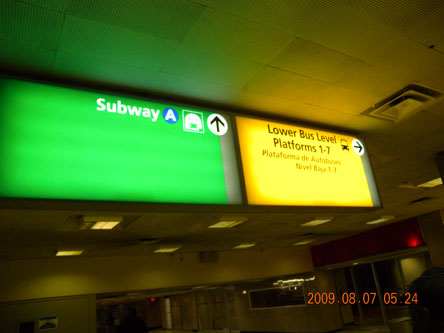 Subway A
Lower Bus Level
Platforms 1-7
Plataforma de Autobuses
Nivel Bajo 1-7
2009.08.07 05:24